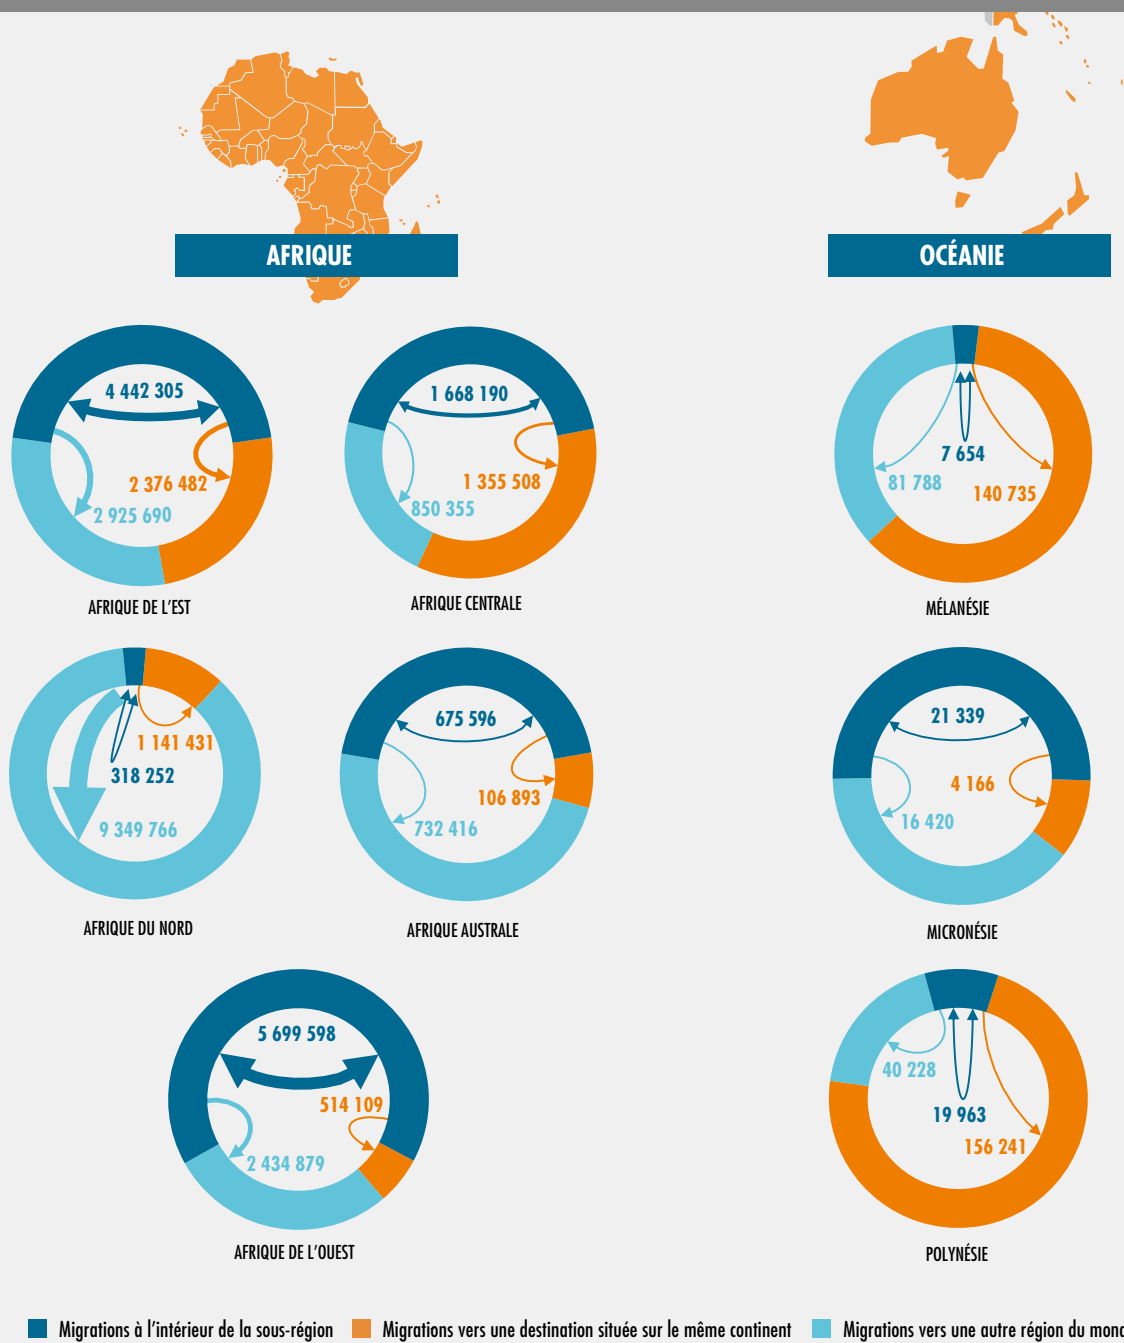 AFRIQUE
OCÉANIE
4 442 305
2 376 482
2 925 690
AFRIQUE DE L'EST
1 668 190
1 355 508
850 355
AFRIQUE CENTRALE
7 654
81 788
140 735
MÉLANÉSIE
1 141 431
318 252
9 349 766
AFRIQUE DU NORD
675 596
106 893
732 416
AFRIQUE AUSTRALE
21 339
4 166
16 420
MICRONÉSIE
5 699 598
514 109
2 434 879
AFRIQUE DE L'OUEST
40 228
19 963
156 241
POLYNÉSIE
Migrations à l'intérieur de la sous-région
Migrations vers une destination située sur le même continent
Migrations vers une autre région du